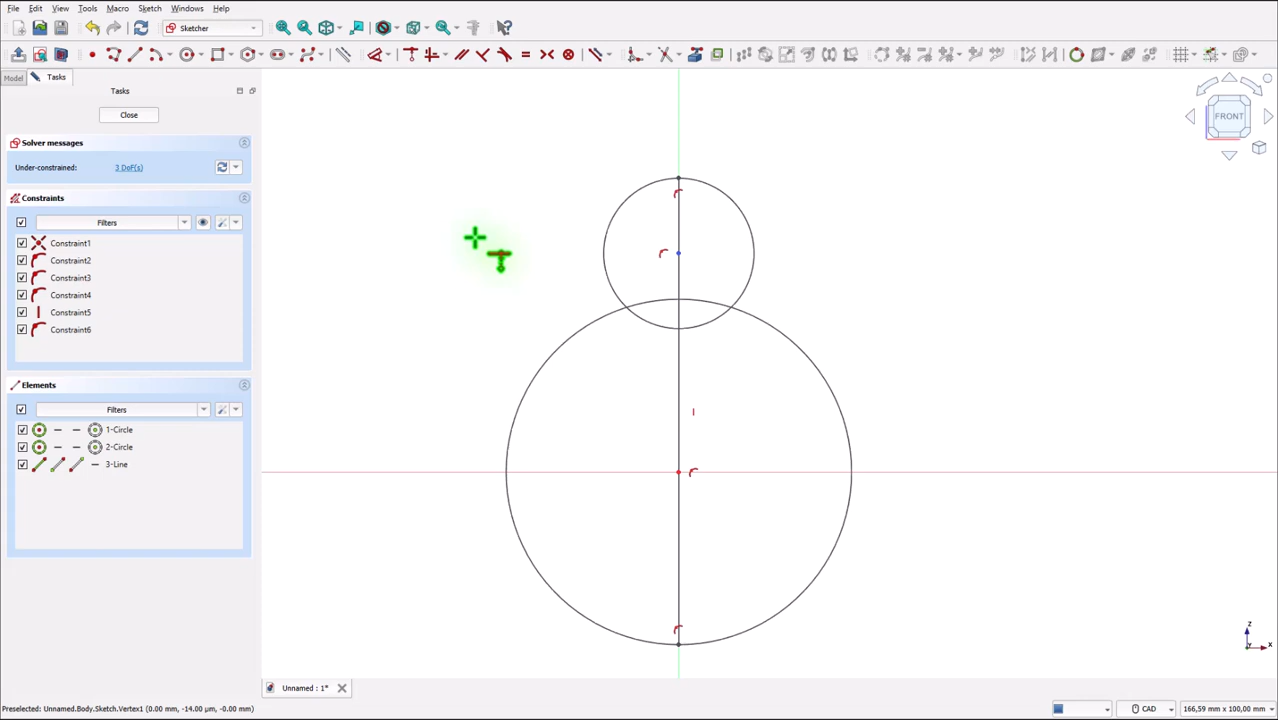 File Edit View Macro Sketch Windows Help
Sketcher
Model Tasks
Tasks
Close
FRONT
Solver messages
Under-constrained: 3 DoF(s)
Constraints
Filters
Constraint1
Constraint2
Constraint3
Constraint4
Constraint5
Constraint6
Elements
Filters
1-Circle
2-Circle
3-Line
z
Y
x
Unnamed : 1*
Preselected: Unnamed.Body.Sketch.Vertex1 (0.00 mm, -14.00 µm, -0.00 mm)
CAD
166,59 mm x 100,00 mm